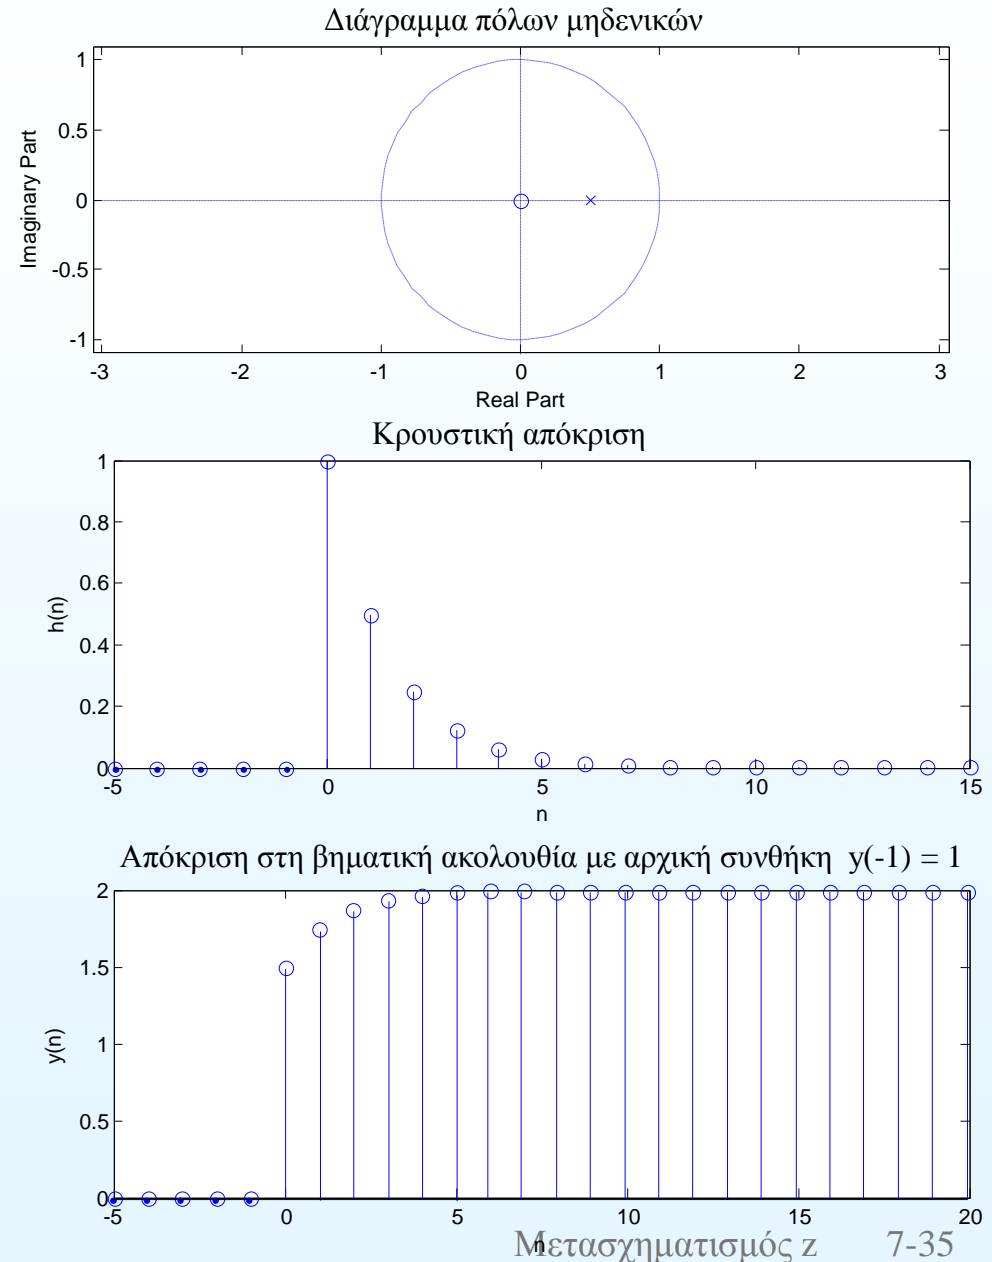 Διάγραμμα πόλων μηδενικών
1
0.5
0
-0.5
-1
Imaginary Part
-3 -2 -1 0 1 2 3
Real Part
Κρουστική απόκριση
1
0.8
0.6
0.4
0.2
0
h(n)
-5 0 5 10 15
n
Απόκριση στη βηματική ακολουθία με αρχική συνθήκη y(-1) = 1
2
1.5
1
0.5
0
y(n)
-5 0 5 10 15 20
n
Μετασχηματισμός z 7-35